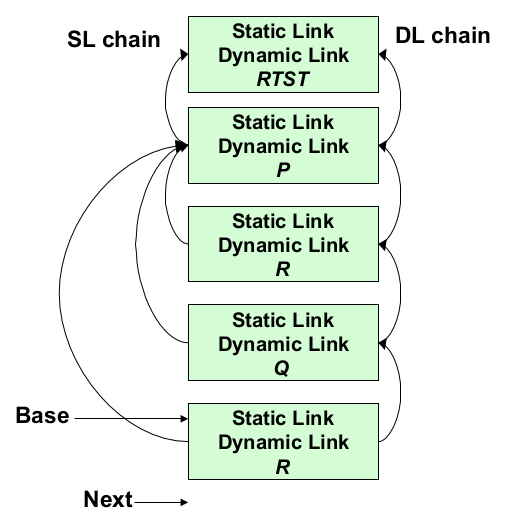 SL chain
DL chain
Static Link
Dynamic Link
RTST
Static Link
Dynamic Link
P
Static Link
Dynamic Link
R
Static Link
Dynamic Link
Q
Base
Static Link
Dynamic Link
R
Next